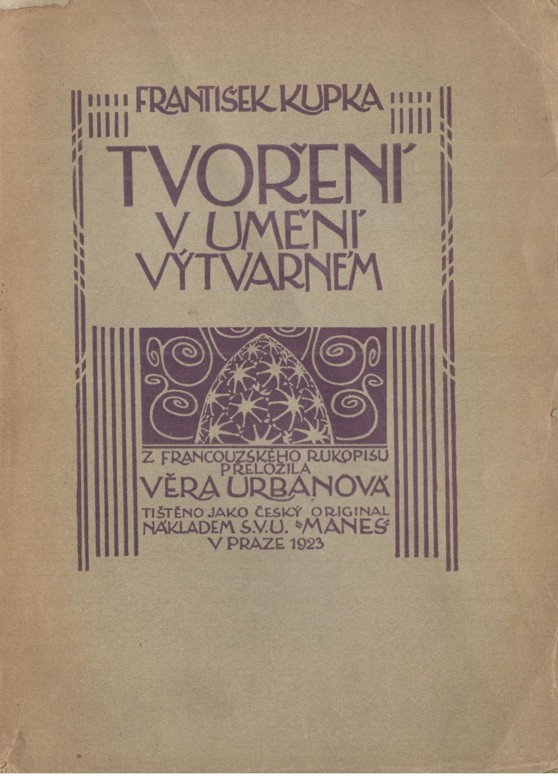 FRANTIŠEK KUPKA
TVOŘENÍ
V UMĚNÍ
VÝTVARNÉM
Z FRANCOUZSKÉHO RUKOPISU
PŘELOŽILA
VĚRA URBANOVÁ
TIŠTĚNO JAKO ČESKÝ ORIGINAL
NÁKLADEM S.V.U. "MANES"
V PRAZE 1923